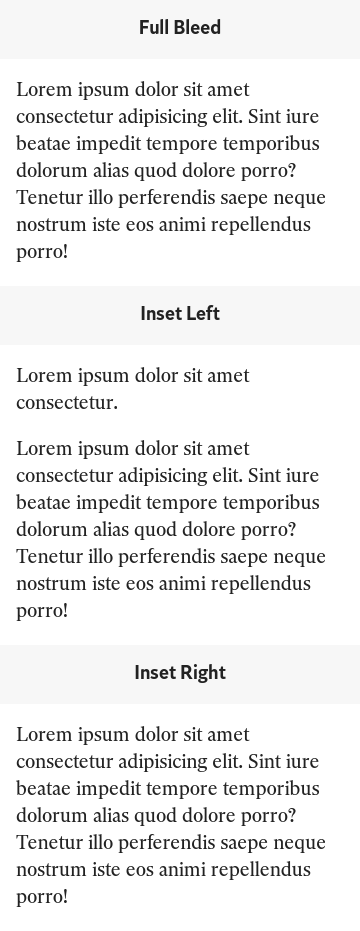 Full Bleed
Lorem ipsum dolor sit amet
consectetur adipisicing elit. Sint iure
beatae impedit tempore temporibus
dolorum alias quod dolore porro?
Tenetur illo perferendis saepe neque
nostrum iste eos animi repellendus
porro!
Inset Left
Lorem ipsum dolor sit amet
consectetur.
Lorem ipsum dolor sit amet
consectetur adipisicing elit. Sint iure
beatae impedit tempore temporibus
dolorum alias quod dolore porro?
Tenetur illo perferendis saepe neque
nostrum iste eos animi repellendus
porro!
Inset Right
Lorem ipsum dolor sit amet
consectetur adipisicing elit. Sint iure
beatae impedit tempore temporibus
dolorum alias quod dolore porro?
Tenetur illo perferendis saepe neque
nostrum iste eos animi repellendus
porro!